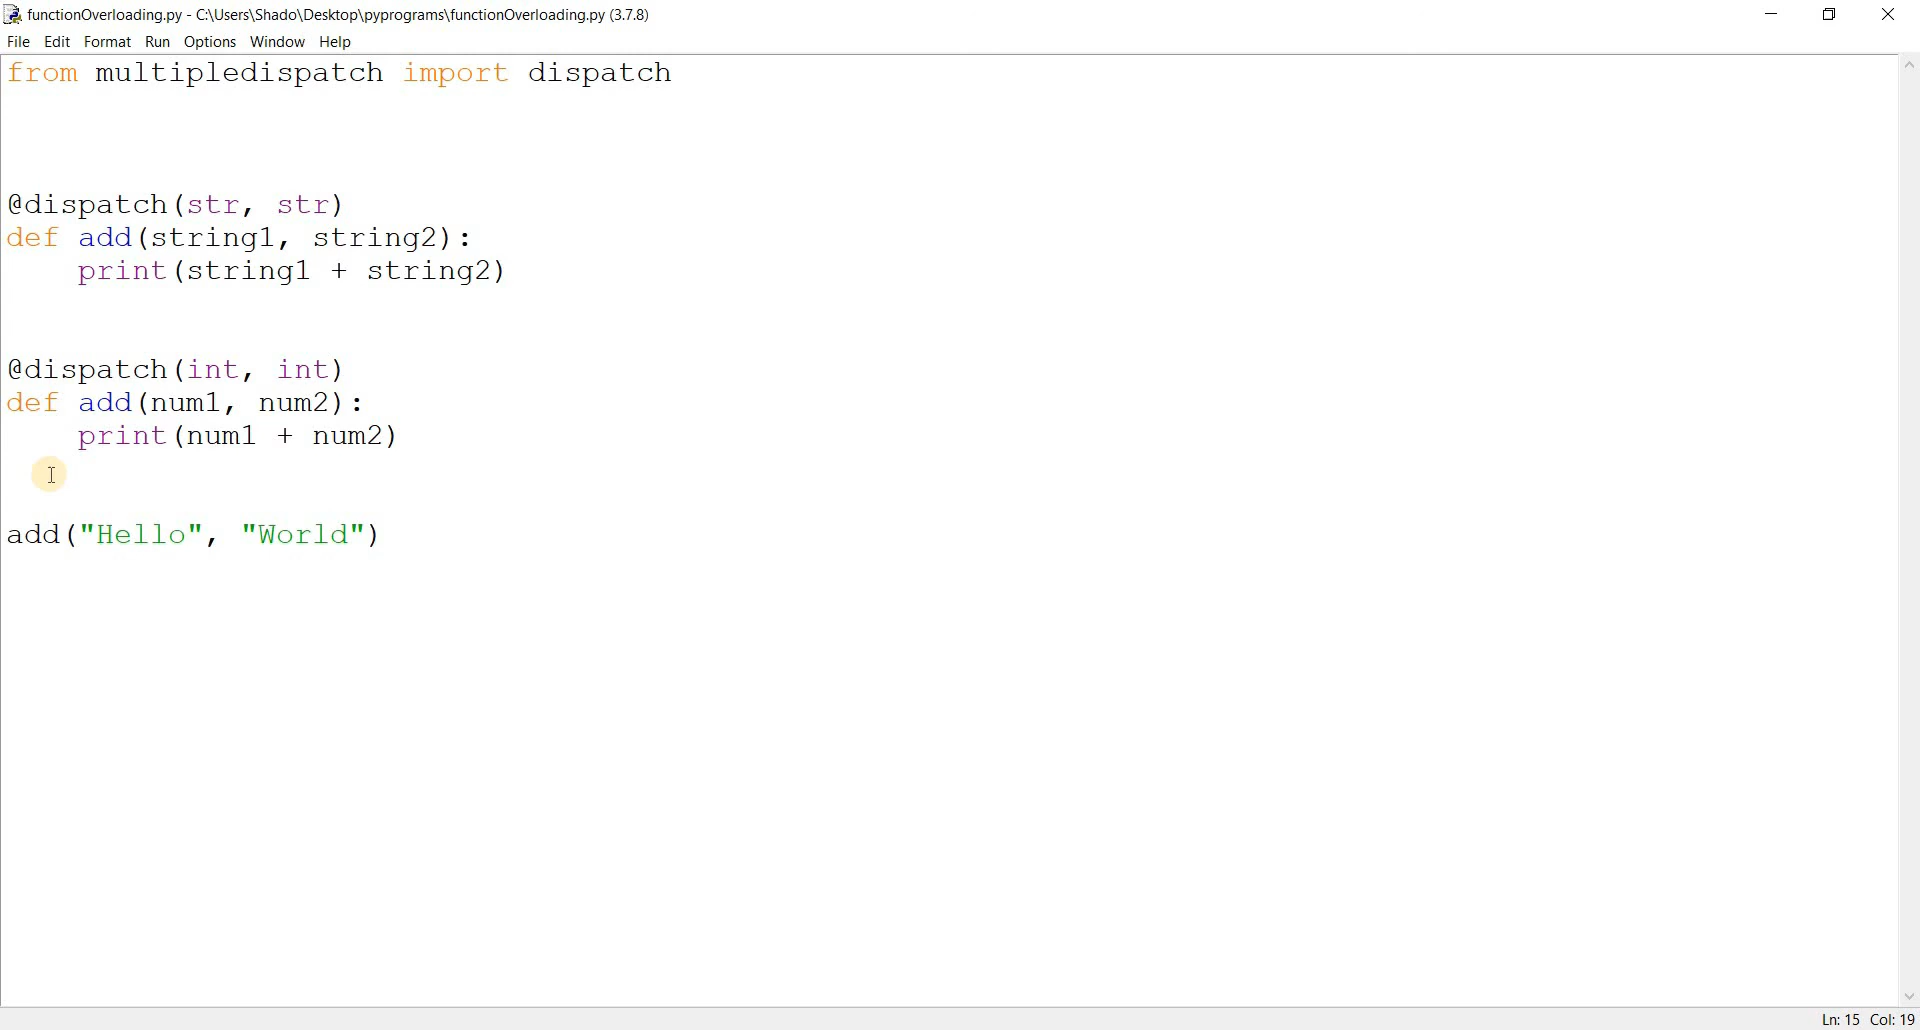 functionOverloading.py - C:\Users\Shado\Desktop\pyprograms\functionOverloading.py (3.7.8)
File Edit Format Run Options Window Help
from multipledispatch import dispatch
@dispatch(str, str)
def add(string1, string2):
    print(string1 + string2)
@dispatch(int, int)
def add(num1, num2):
    print(num1 + num2)
add("Hello", "World")
Ln: 15 Col: 19